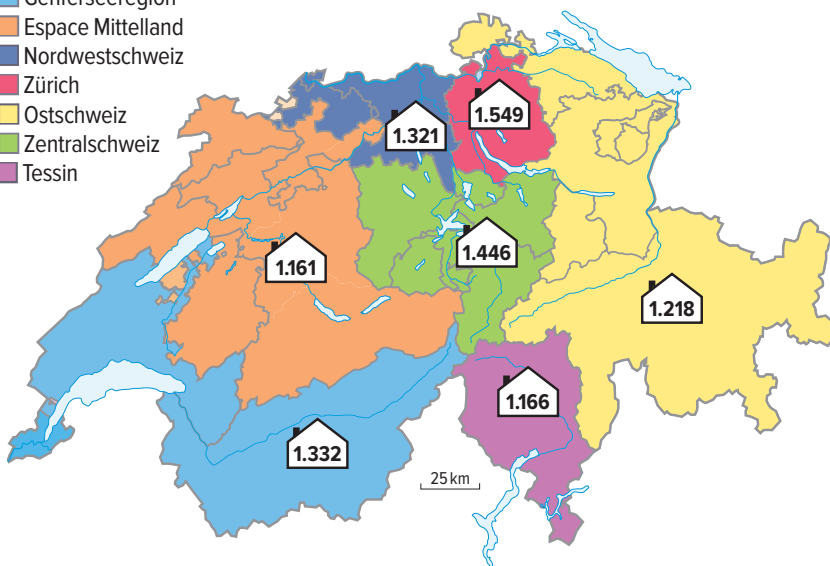 Genferseeregion
Espace Mittelland
Nordwestschweiz
Zürich
Ostschweiz
Zentralschweiz
Tessin
1.321
1.549
1.161
1.446
1.218
1.166
1.332
25 km